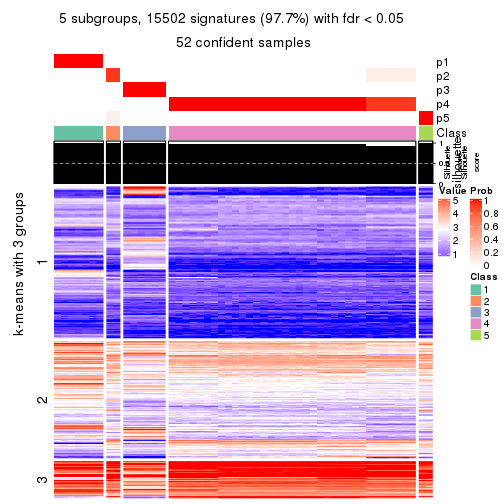 5 subgroups, 15502 signatures (97.7%) with fdr < 0.05
52 confident samples
p1
p2
p3
p4
p5
Class
1
0.5
0
silhouette
Silhouette
Silhouette
score
k-means with 3 groups
1
2
3
Value
5
4
3
2
1
Prob
1
0.8
0.6
0.4
0.2
0
Class
1
2
3
4
5